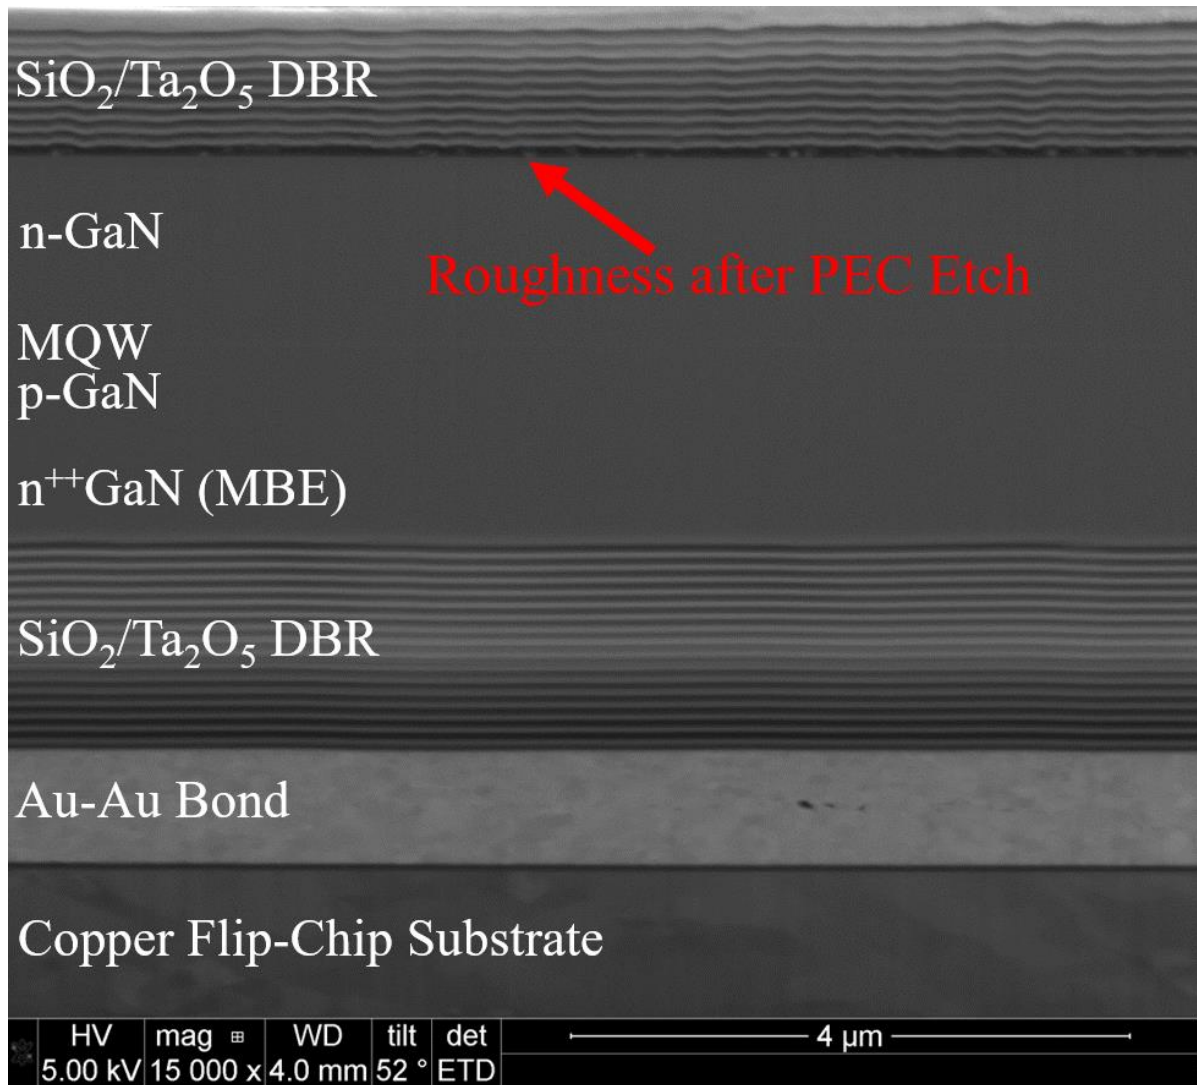 SiO₂/Ta₂O₅ DBR
n-GaN
Roughness after PEC Etch
MQW
p-GaN
n⁺⁺GaN (MBE)
SiO₂/Ta₂O₅ DBR
Au-Au Bond
Copper Flip-Chip Substrate
HV mag ⊞ WD tilt det 4 µm
5.00 kV 15 000 x 4.0 mm 52 ° ETD